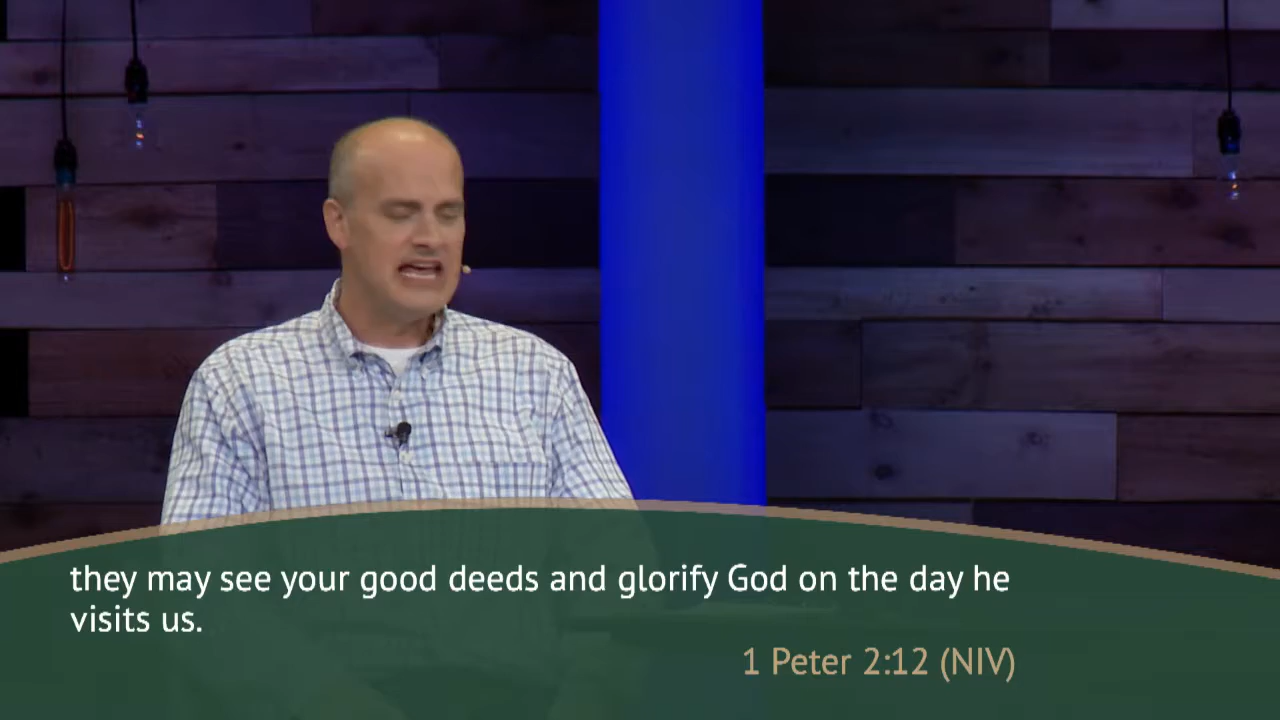 they may see your good deeds and glorify God on the day he
visits us.
1 Peter 2:12 (NIV)